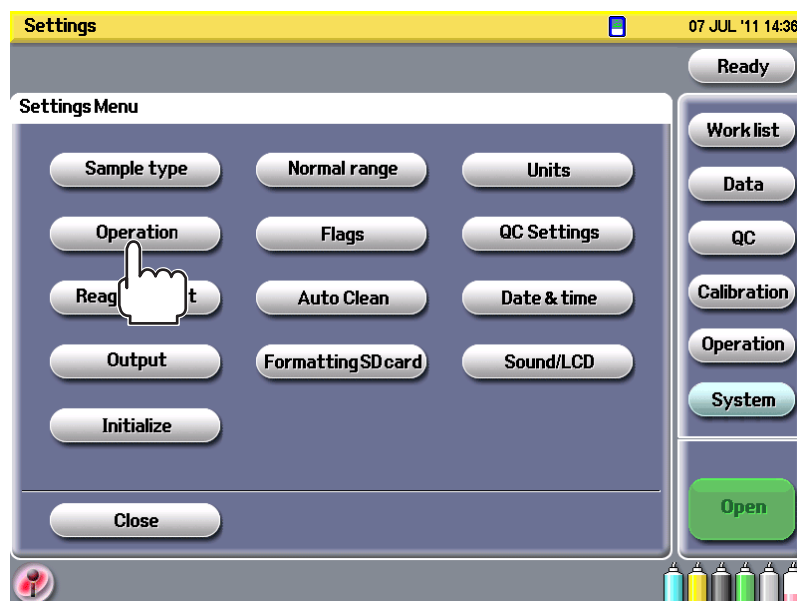 Settings
07 JUL '11 14:36
Ready
Settings Menu
Work list
Sample type
Normal range
Units
Data
Operation
Flags
QC Settings
QC
Auto Clean
Date & time
Calibration
Output
Formatting SD card
Sound/LCD
Operation
Initialize
System
Close
Open